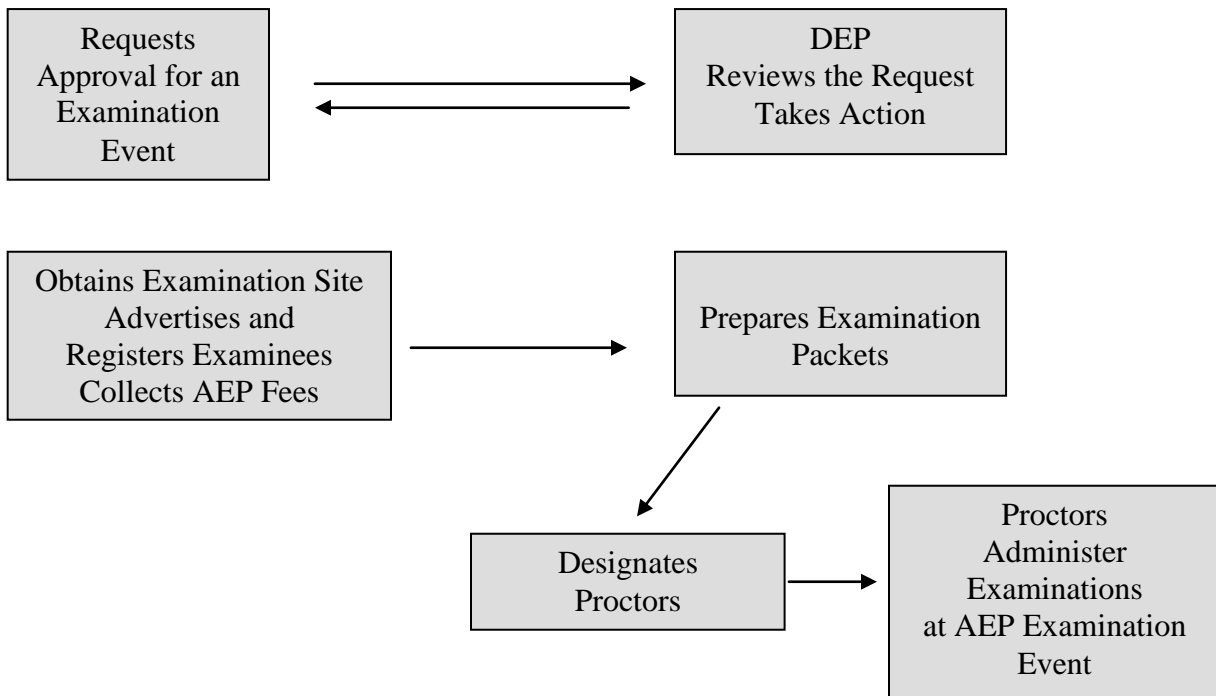 Requests
Approval for an
Examination
Event
DEP
Reviews the Request
Takes Action
Obtains Examination Site
Advertises and
Registers Examinees
Collects AEP Fees
Prepares Examination
Packets
Designates
Proctors
Proctors
Administer
Examinations
at AEP Examination
Event